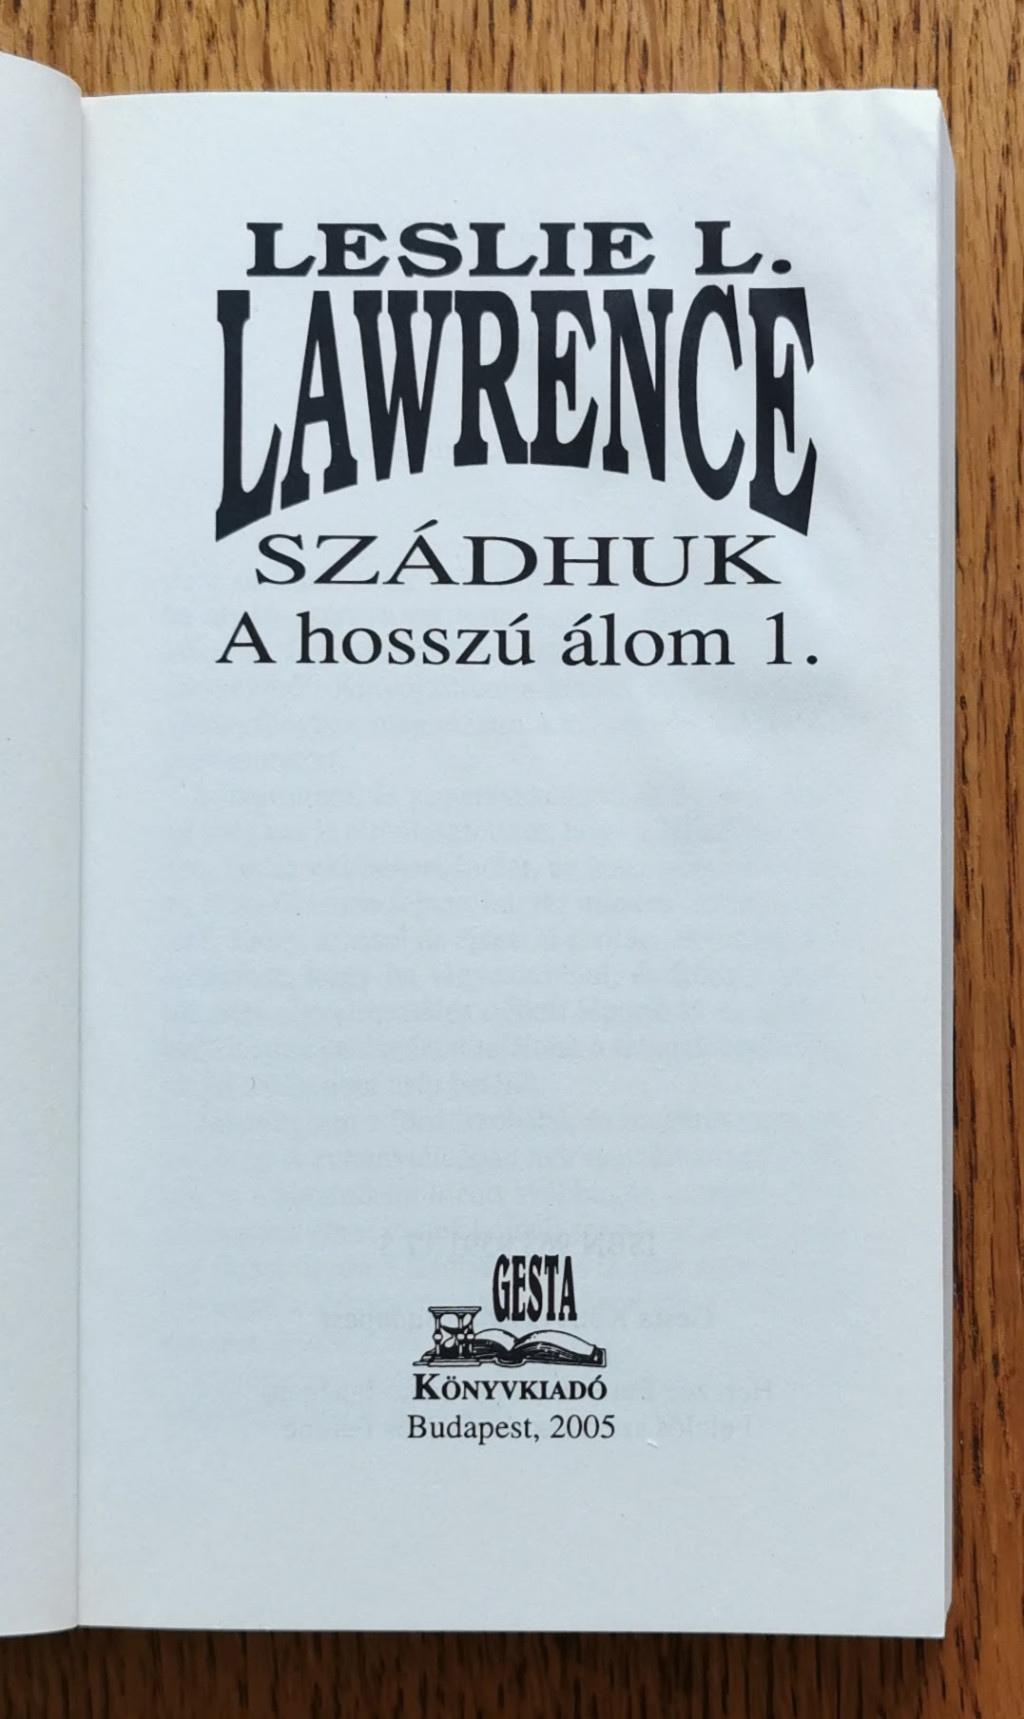 LESLIE L.
LAWRENCE
SZÁDHUK
A hosszú álom 1.
GESTA
KÖNYVKIADÓ
Budapest, 2005